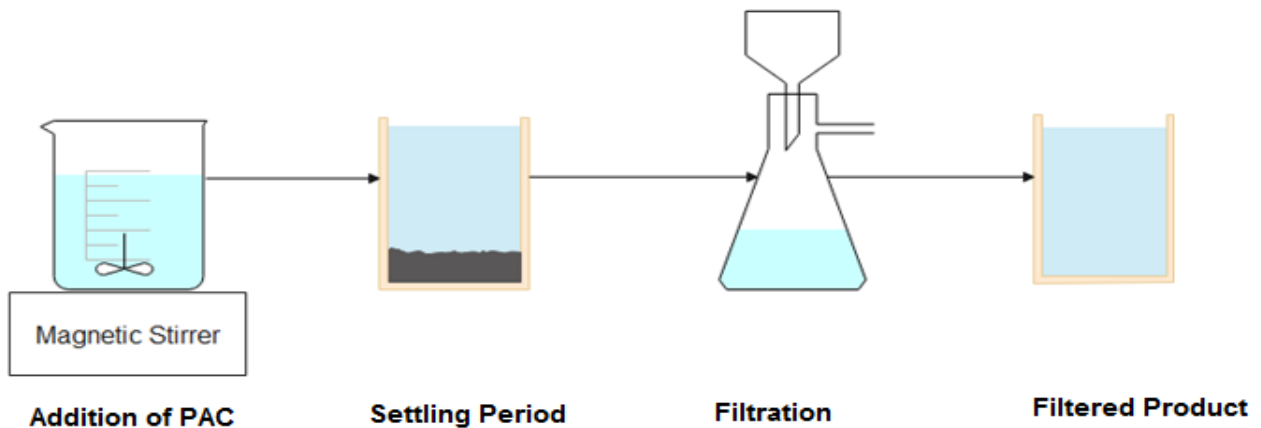 Magnetic Stirrer
Addition of PAC
Settling Period
Filtration
Filtered Product